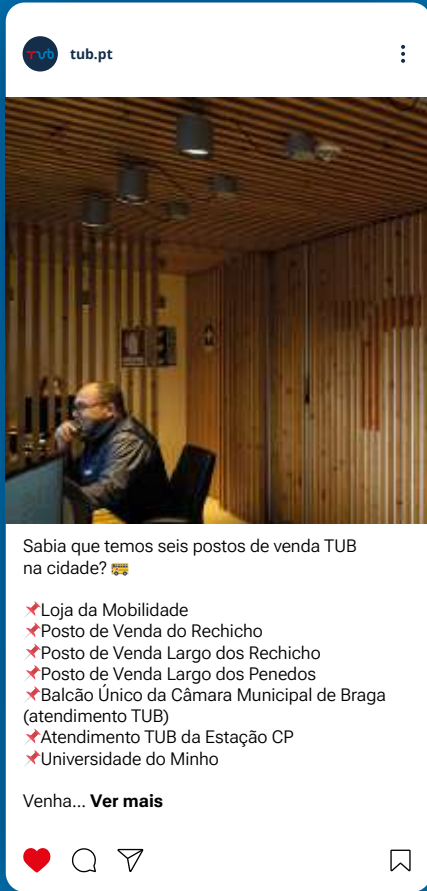 TUB
tub.pt
Sabia que temos seis postos de venda TUB
na cidade? 🚌
📌Loja da Mobilidade
📌Posto de Venda do Rechicho
📌Posto de Venda Largo dos Rechicho
📌Posto de Venda Largo dos Penedos
📌Balcão Único da Câmara Municipal de Braga
(atendimento TUB)
📌Atendimento TUB da Estação CP
📌Universidade do Minho
Venha... Ver mais